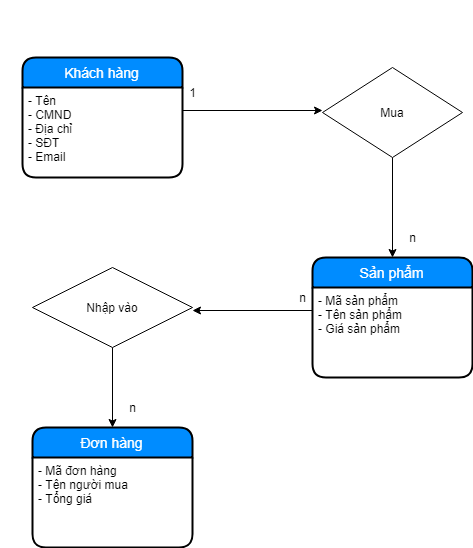 Khách hàng
- Tên
- CMND
- Địa chỉ
- SĐT
- Email
1
Mua
n
Sản phẩm
- Mã sản phẩm
- Tên sản phẩm
- Giá sản phẩm
n
Nhập vào
n
Đơn hàng
- Mã đơn hàng
- Tên người mua
- Tổng giá